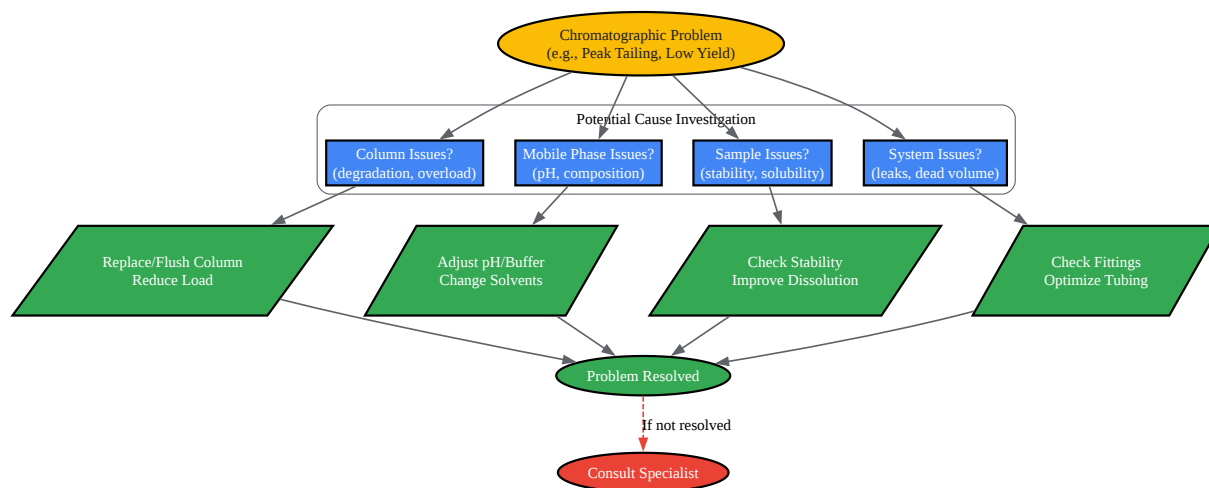 Chromatographic Problem
(e.g., Peak Tailing, Low Yield)
Potential Cause Investigation
Column Issues?
(degradation, overload)
Mobile Phase Issues?
(pH, composition)
Sample Issues?
(stability, solubility)
System Issues?
(leaks, dead volume)
Replace/Flush Column
Reduce Load
Adjust pH/Buffer
Change Solvents
Check Stability
Improve Dissolution
Check Fittings
Optimize Tubing
Problem Resolved
If not resolved
Consult Specialist